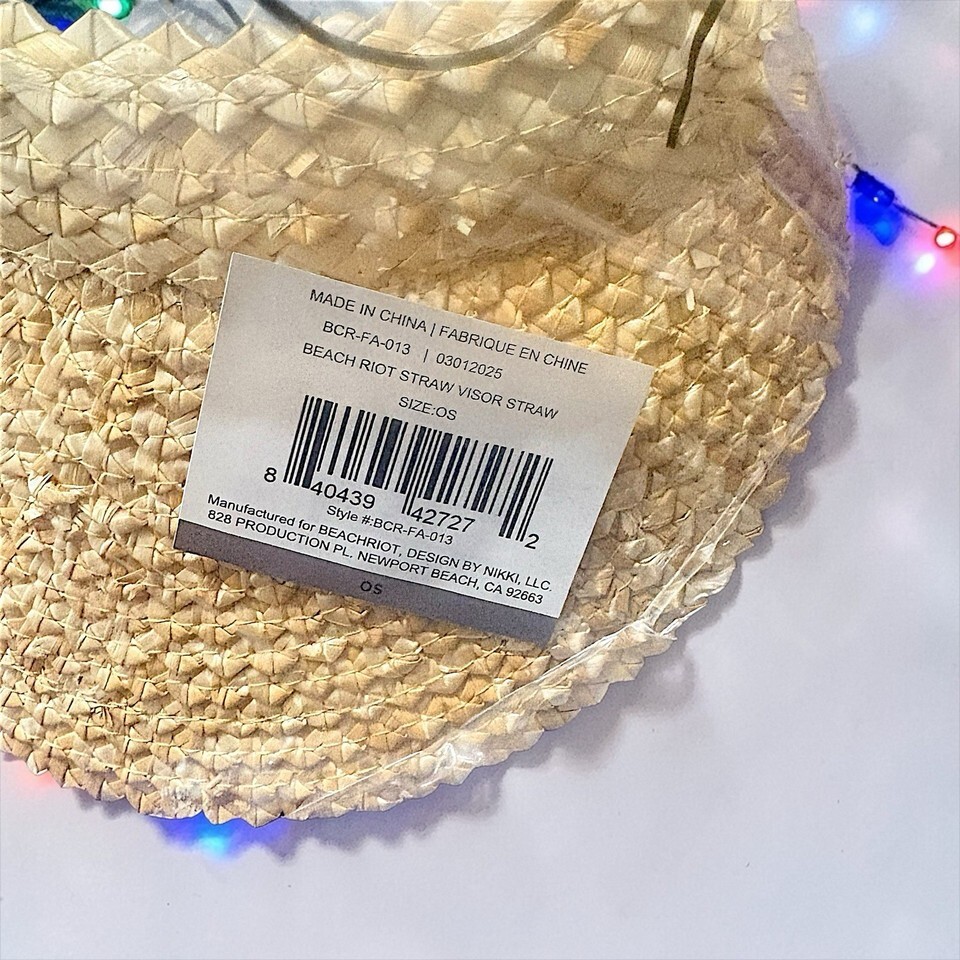 MADE IN CHINA | FABRIQUE EN CHINE
BCR-FA-013 | 03012025
BEACH RIOT STRAW VISOR STRAW
SIZE:OS
8 40439 42727 2
Style #:BCR-FA-013
Manufactured for BEACHRIOT, DESIGN BY NIKKI, LLC.
828 PRODUCTION PL. NEWPORT BEACH, CA 92663
OS